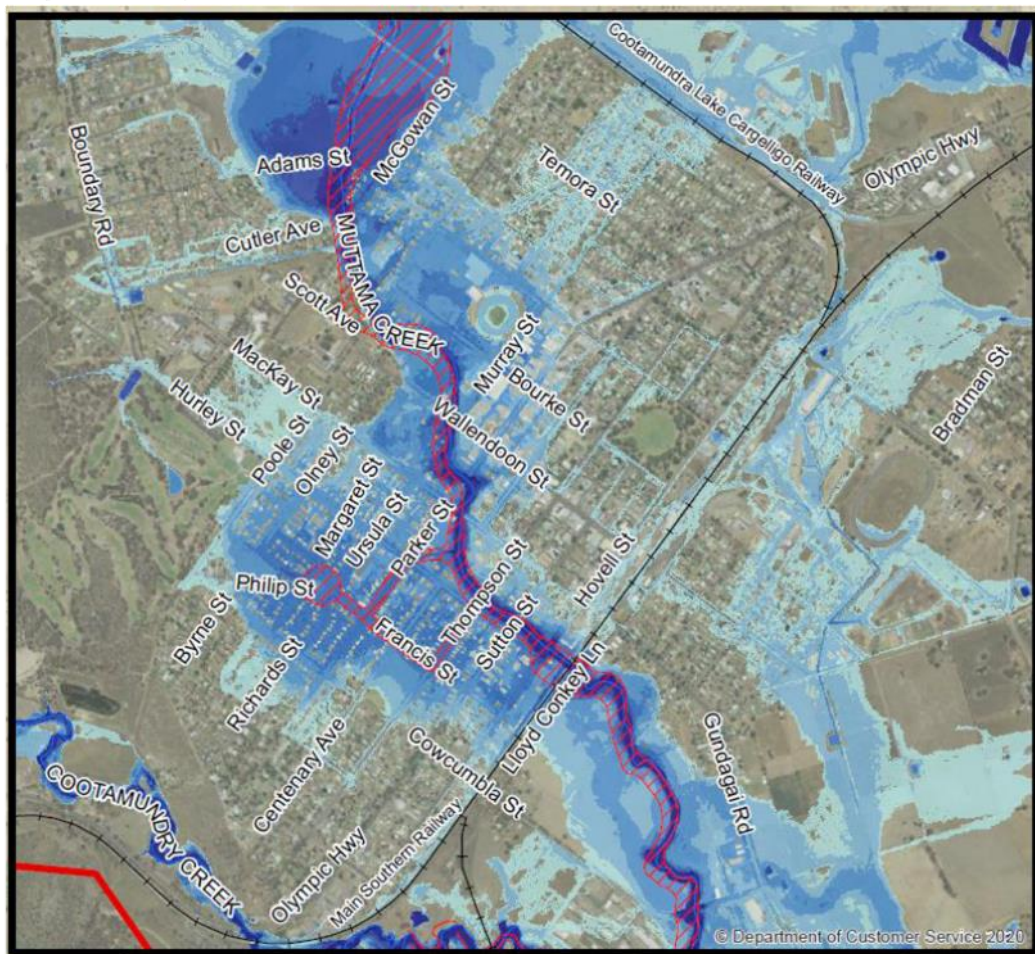 Cootamundra Lake Cargelligo Railway
McGowan St
Adams St
Temora St
Olympic Hwy
Boundary Rd
Cutler Ave
MUTTAMA CREEK
Scott Ave
Murray St
MacKay St
Bourke St
Bradman St
Hurley St
Wallendoon St
Poole St
Olney St
Margaret St
Ursula St
Parker St
Hovell St
Philip St
Thompson St
Byrne St
Francis St
Sutton St
Richards St
Lloyd Conkey Ln
Gundagai Rd
Centenary Ave
Cowcumbla St
COOTAMUNDRY CREEK
Olympic Hwy
Main Southern Railway
© Department of Customer Service 2020